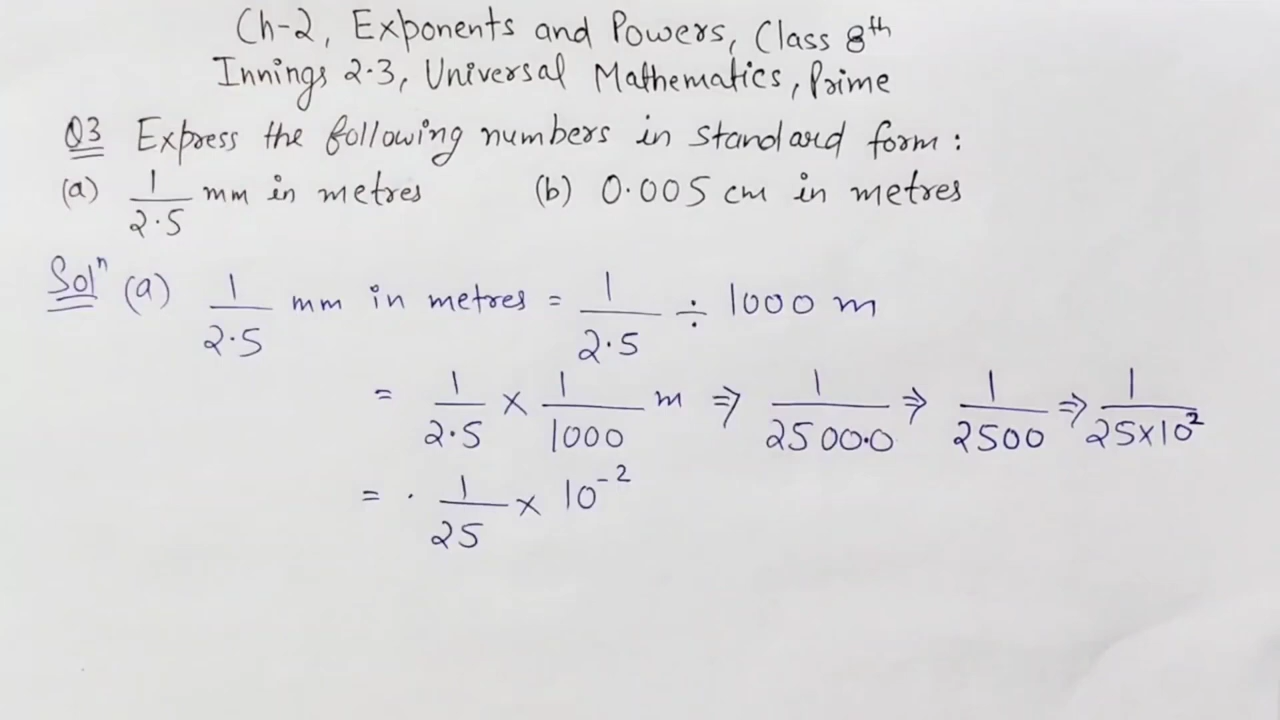 Ch-2, Exponents and Powers, Class 8th
Innings 2.3, Universal Mathematics, Prime
Q3 Express the following numbers in standard form :
(a) 1/2.5 mm in metres (b) 0.005 cm in metres
Solⁿ (a) 1/2.5 mm in metres = 1/2.5 ÷ 1000 m
= 1/2.5 × 1/1000 m ⇒ 1/2500.0 ⇒ 1/2500 ⇒ 1/25×10²
= · 1/25 × 10⁻²